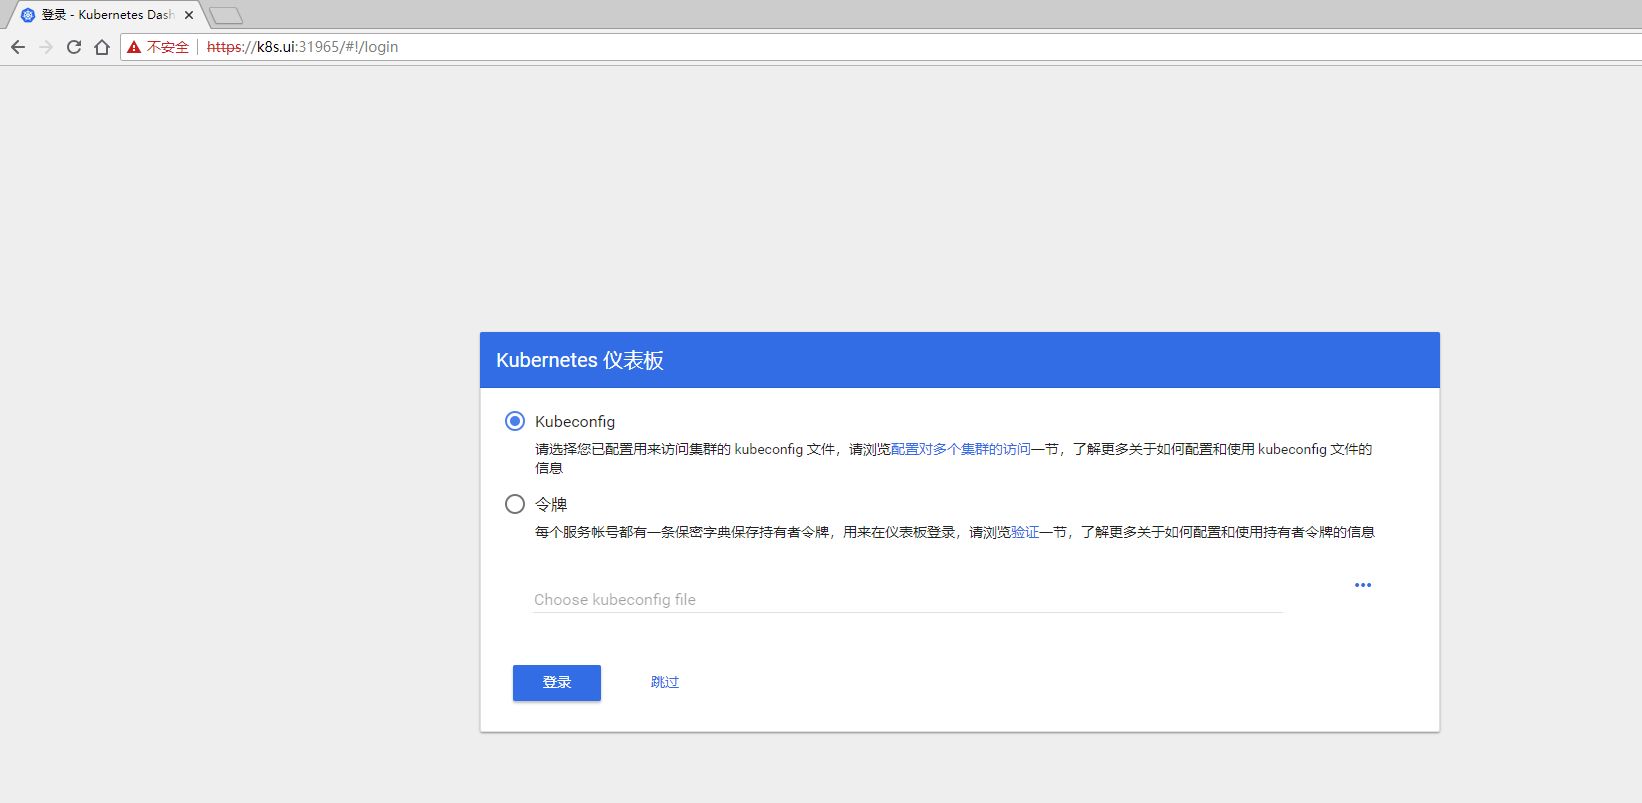 登录 - Kubernetes Dash
不安全 https://k8s.ui:31965/#!/login
Kubernetes 仪表板
Kubeconfig
请选择您已配置用来访问集群的 kubeconfig 文件，请浏览配置对多个集群的访问一节，了解更多关于如何配置和使用 kubeconfig 文件的
信息
令牌
每个服务帐号都有一条保密字典保存持有者令牌，用来在仪表板登录，请浏览验证一节，了解更多关于如何配置和使用持有者令牌的信息
Choose kubeconfig file
登录 跳过